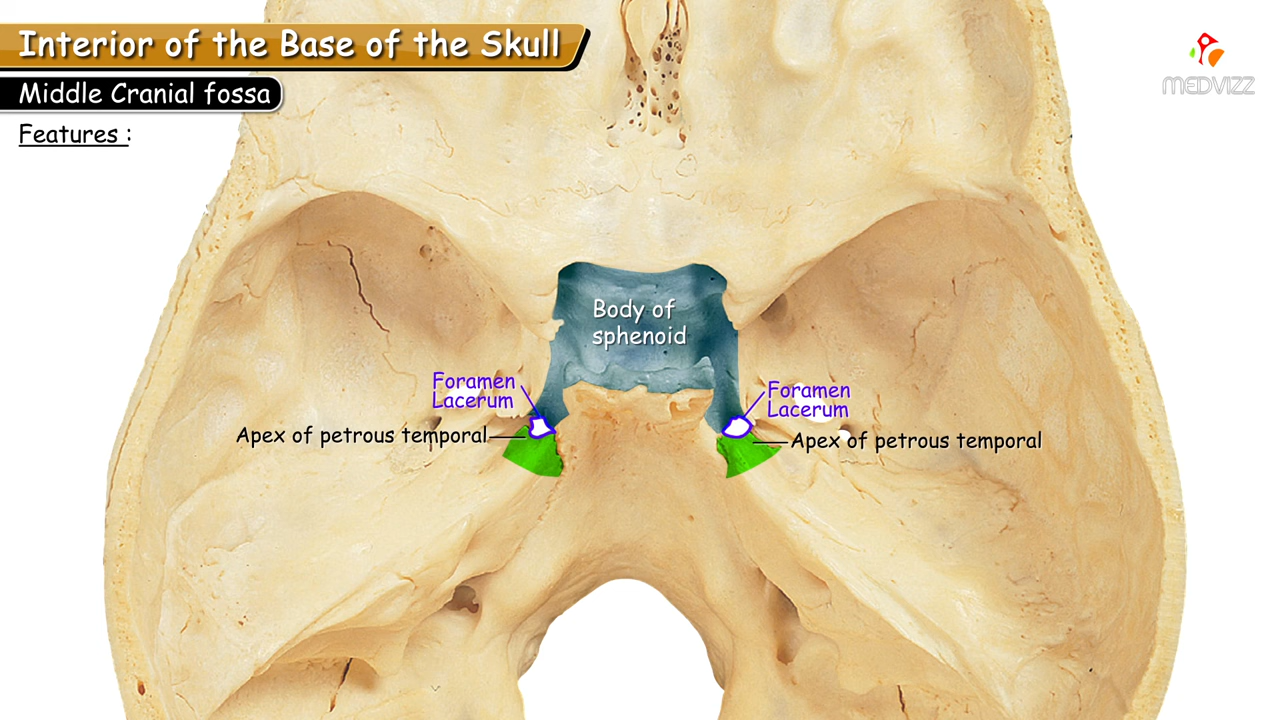 Interior of the Base of the Skull
Middle Cranial fossa
Features :
MEDVIZZ
Body of
sphenoid
Foramen
Lacerum
Foramen
Lacerum
Apex of petrous temporal
Apex of petrous temporal